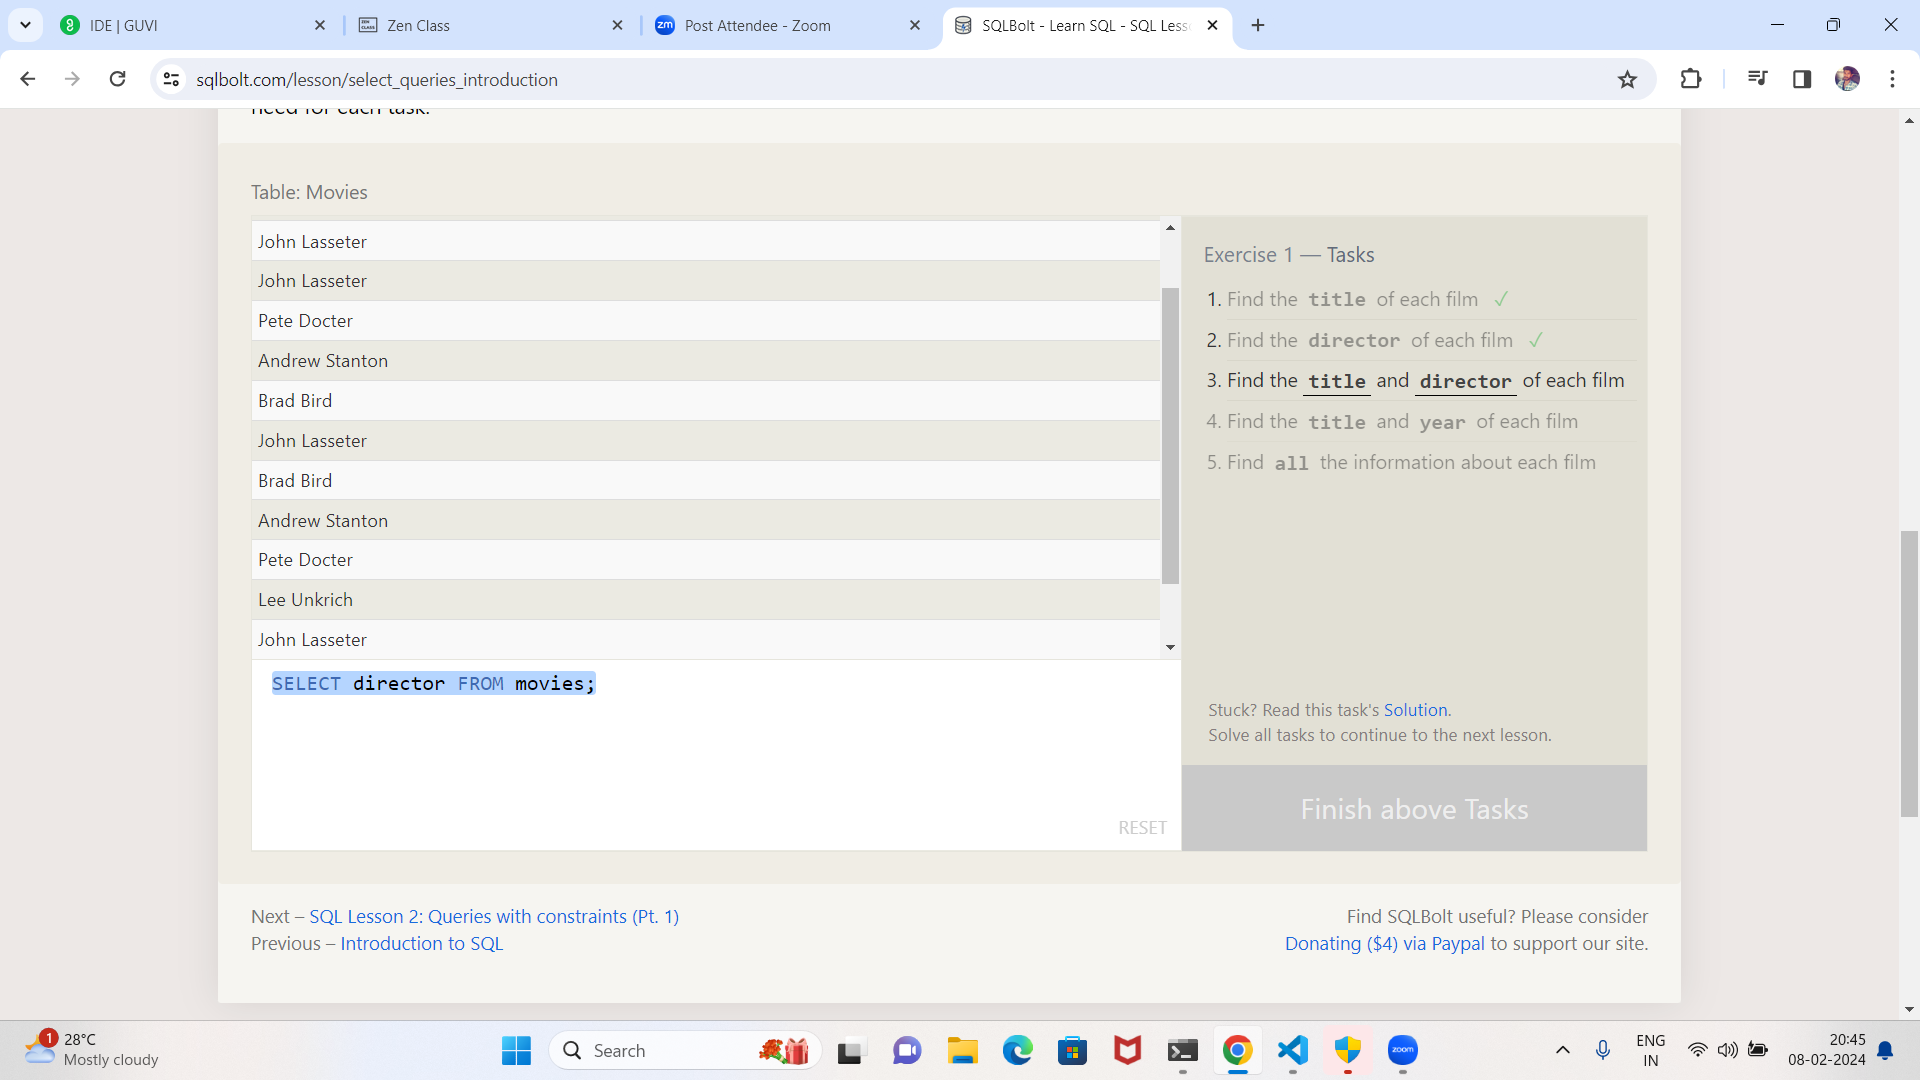 IDE | GUVI
Zen Class
Post Attendee - Zoom
SQLBolt - Learn SQL - SQL Less
sqlbolt.com/lesson/select_queries_introduction
need for each task.
Table: Movies
John Lasseter
John Lasseter
Pete Docter
Andrew Stanton
Brad Bird
John Lasseter
Brad Bird
Andrew Stanton
Pete Docter
Lee Unkrich
John Lasseter
SELECT director FROM movies;
RESET
Exercise 1 — Tasks
1. Find the title of each film ✓
2. Find the director of each film ✓
3. Find the title and director of each film
4. Find the title and year of each film
5. Find all the information about each film
Stuck? Read this task's Solution.
Solve all tasks to continue to the next lesson.
Finish above Tasks
Next – SQL Lesson 2: Queries with constraints (Pt. 1)
Previous – Introduction to SQL
Find SQLBolt useful? Please consider
Donating ($4) via Paypal to support our site.
1
28°C
Mostly cloudy
Search
zoom
ENG
IN
20:45
08-02-2024